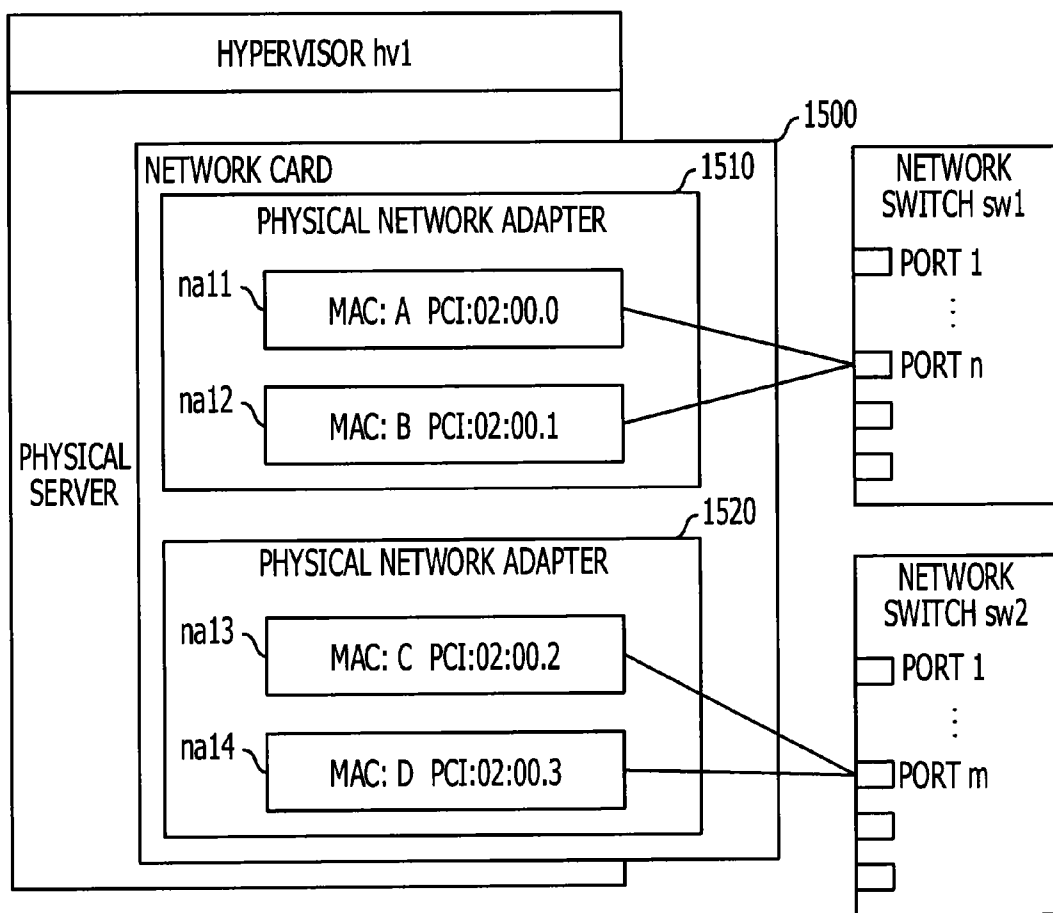 HYPERVISOR hv1
1500
NETWORK CARD
1510
PHYSICAL NETWORK ADAPTER
na11
MAC: A PCI:02:00.0
na12
MAC: B PCI:02:00.1
PHYSICAL
SERVER
1520
PHYSICAL NETWORK ADAPTER
na13
MAC: C PCI:02:00.2
na14
MAC: D PCI:02:00.3
NETWORK
SWITCH sw1
PORT 1
⋮
PORT n
NETWORK
SWITCH sw2
PORT 1
⋮
PORT m